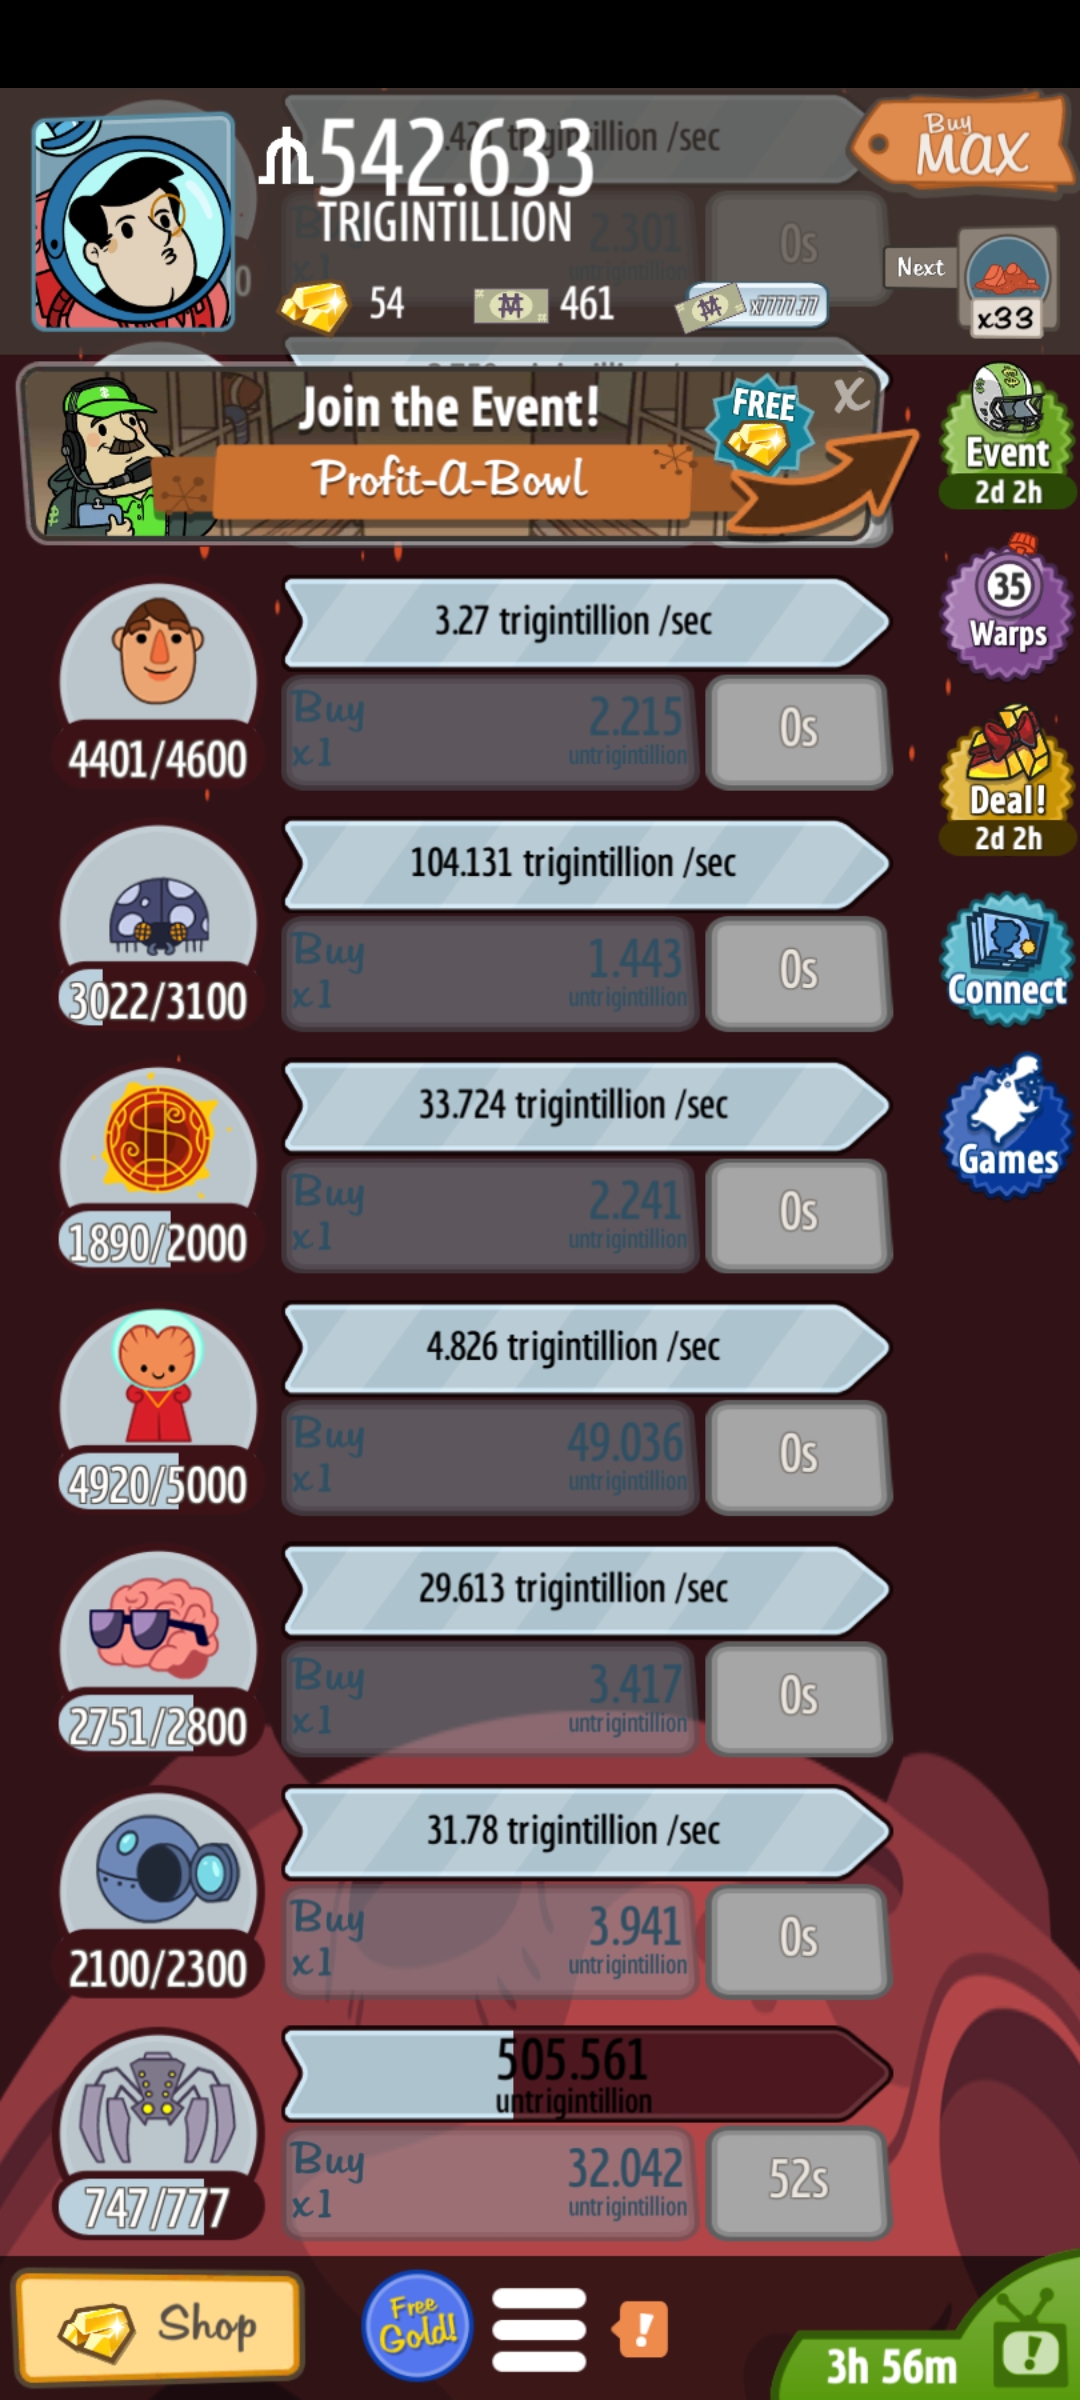 trigintillion /sec
Buy
MAX
542.633
TRIGINTILLION
2.301
untrigintillion
0s
54
461
x7777.77
Next
x33
Join the Event!
Profit-A-Bowl
FREE
X
Event
2d 2h
3.27 trigintillion /sec
Buy
x1
2.215
untrigintillion
0s
4401/4600
35
Warps
Deal!
2d 2h
104.131 trigintillion /sec
Buy
x1
1.443
untrigintillion
0s
3022/3100
Connect
33.724 trigintillion /sec
Buy
x1
2.241
untrigintillion
0s
1890/2000
Games
4.826 trigintillion /sec
Buy
x1
49.036
untrigintillion
0s
4920/5000
29.613 trigintillion /sec
Buy
x1
3.417
untrigintillion
0s
2751/2800
31.78 trigintillion /sec
Buy
x1
3.941
untrigintillion
0s
2100/2300
505.561
untrigintillion
Buy
x1
32.042
untrigintillion
52s
747/777
Shop
Free
Gold!
!
3h 56m
!